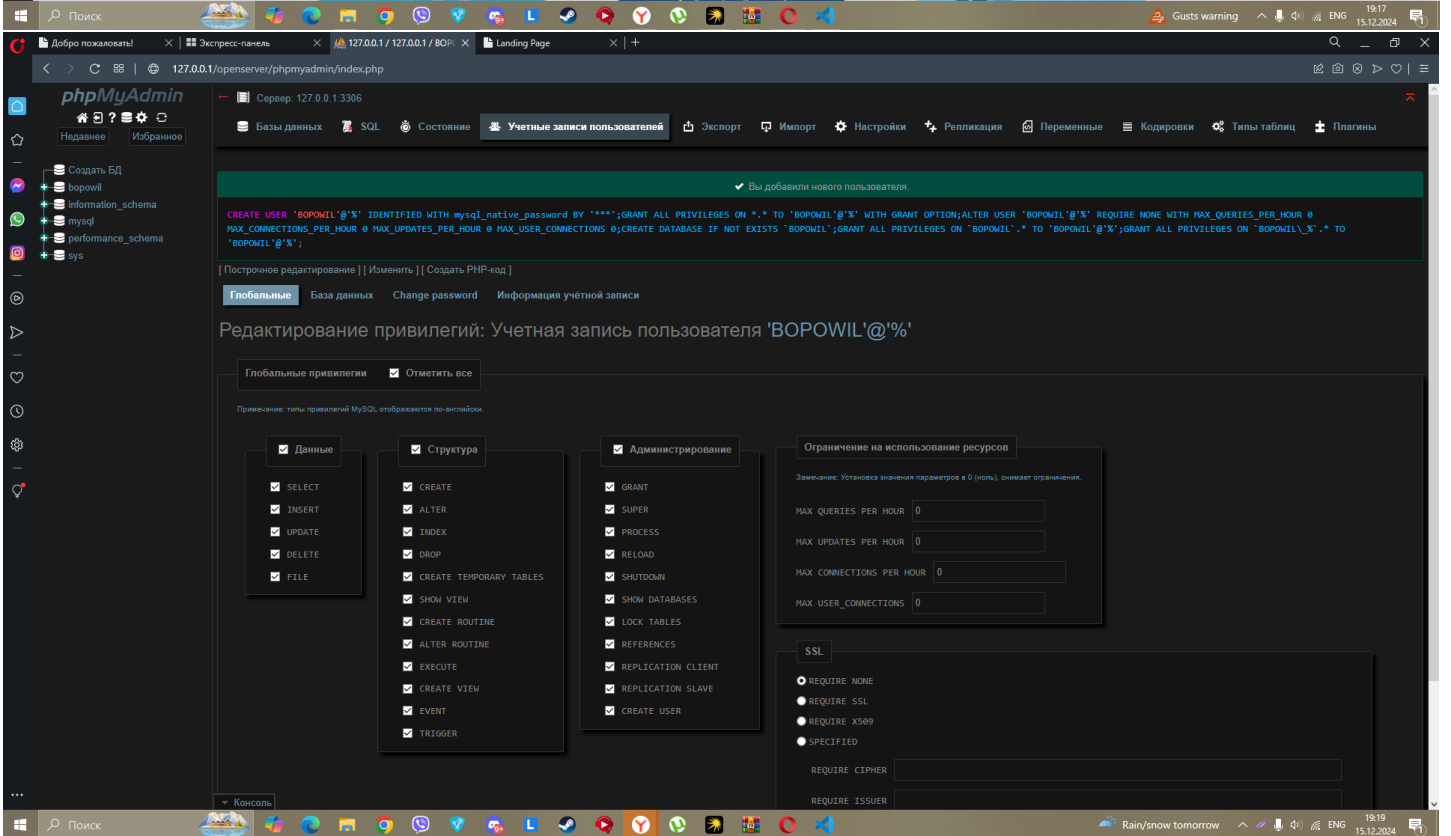 Поиск
Gusts warning
ENG
19:17
15.12.2024
Добро пожаловать!
Экспресс-панель
127.0.0.1 / 127.0.0.1 / BOPO
Landing Page
127.0.0.1/openserver/phpmyadmin/index.php
phpMyAdmin
Недавнее Избранное
Создать БД
bopowil
information_schema
mysql
performance_schema
sys
Сервер: 127.0.0.1:3306
Базы данных SQL Состояние Учетные записи пользователей Экспорт Импорт Настройки Репликация Переменные Кодировки Типы таблиц Плагины
Вы добавили нового пользователя.
CREATE USER 'BOPOWIL'@'%' IDENTIFIED WITH mysql_native_password BY '***';GRANT ALL PRIVILEGES ON *.* TO 'BOPOWIL'@'%' WITH GRANT OPTION;ALTER USER 'BOPOWIL'@'%' REQUIRE NONE WITH MAX_QUERIES_PER_HOUR 0
MAX_CONNECTIONS_PER_HOUR 0 MAX_UPDATES_PER_HOUR 0 MAX_USER_CONNECTIONS 0;CREATE DATABASE IF NOT EXISTS `BOPOWIL`;GRANT ALL PRIVILEGES ON `BOPOWIL`.* TO 'BOPOWIL'@'%';GRANT ALL PRIVILEGES ON `BOPOWIL\_%`.* TO
'BOPOWIL'@'%';
[ Построчное редактирование ] [ Изменить ] [ Создать PHP-код ]
Глобальные База данных Change password Информация учётной записи
Редактирование привилегий: Учетная запись пользователя 'BOPOWIL'@'%'
Глобальные привилегии Отметить все
Примечание: типы привилегий MySQL отображаются по-английски.
Данные
SELECT
INSERT
UPDATE
DELETE
FILE
Структура
CREATE
ALTER
INDEX
DROP
CREATE TEMPORARY TABLES
SHOW VIEW
CREATE ROUTINE
ALTER ROUTINE
EXECUTE
CREATE VIEW
EVENT
TRIGGER
Администрирование
GRANT
SUPER
PROCESS
RELOAD
SHUTDOWN
SHOW DATABASES
LOCK TABLES
REFERENCES
REPLICATION CLIENT
REPLICATION SLAVE
CREATE USER
Ограничение на использование ресурсов
Замечание: Установка значения параметров в 0 (ноль), снимает ограничения.
MAX QUERIES PER HOUR 0
MAX UPDATES PER HOUR 0
MAX CONNECTIONS PER HOUR 0
MAX USER_CONNECTIONS 0
SSL
REQUIRE NONE
REQUIRE SSL
REQUIRE X509
SPECIFIED
REQUIRE CIPHER
REQUIRE ISSUER
Консоль
Поиск
Rain/snow tomorrow
ENG
19:19
15.12.2024